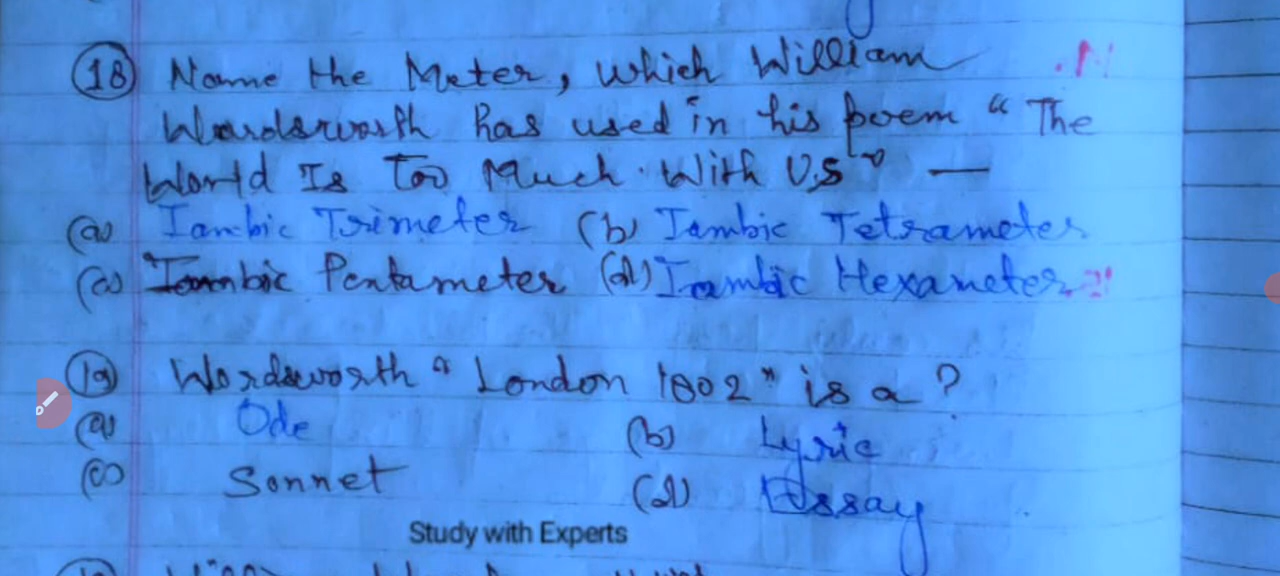 (18) Name the Meter, which William
Wordsworth has used in his poem “The
World Is Too Much With Us” —
(a) Iambic Trimeter (b) Iambic Tetrameter
(c) Iambic Pentameter (d) Iambic Hexameter
(19) Wordsworth “London 1802” is a ?
(a) Ode (b) Lyric
(c) Sonnet (d) Essay
Study with Experts